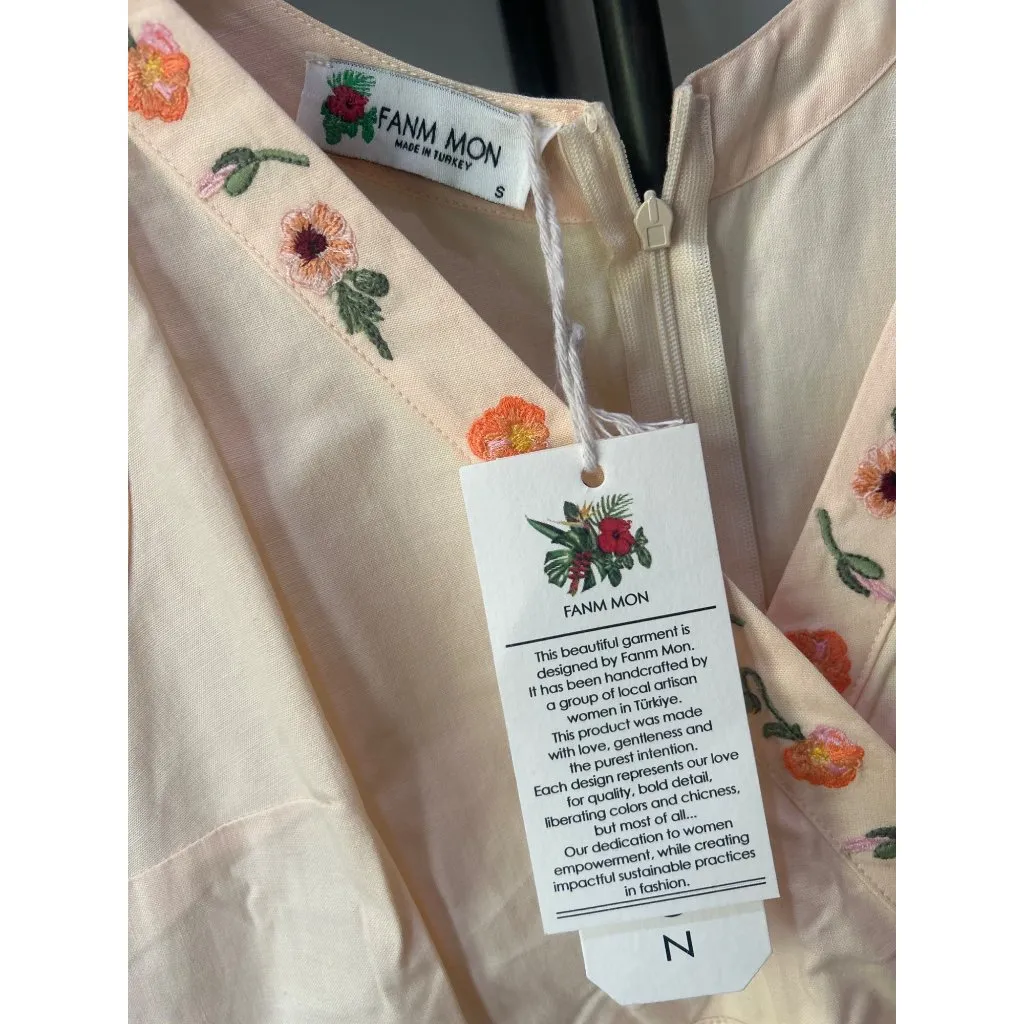 FANM MON
MADE IN TURKEY
S
FANM MON
This beautiful garment is
designed by Fanm Mon.
It has been handcrafted by
a group of local artisan
women in Türkiye.
This product was made
with love, gentleness and
the purest intention.
Each design represents our love
for quality, bold detail,
liberating colors and chicness,
but most of all...
Our dedication to women
empowerment, while creating
impactful sustainable practices
in fashion.
N